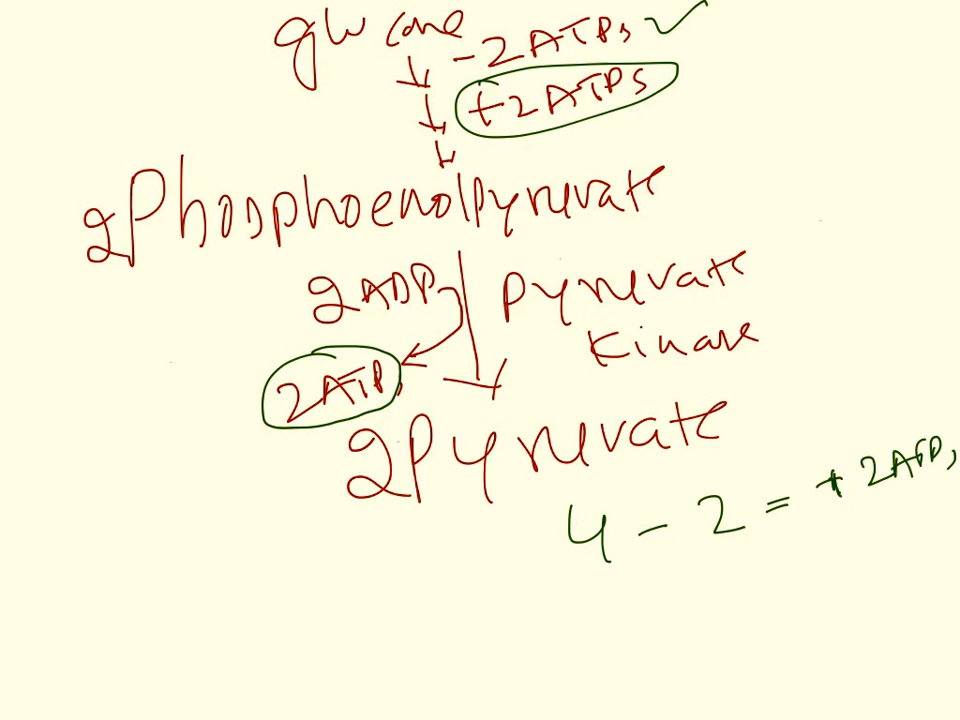 glucose -2ATPs
+2ATPs
2Phosphoenolpyruvate
2ADP pyruvate
kinase
2ATP
2Pyruvate
4 - 2 = +2ATP,